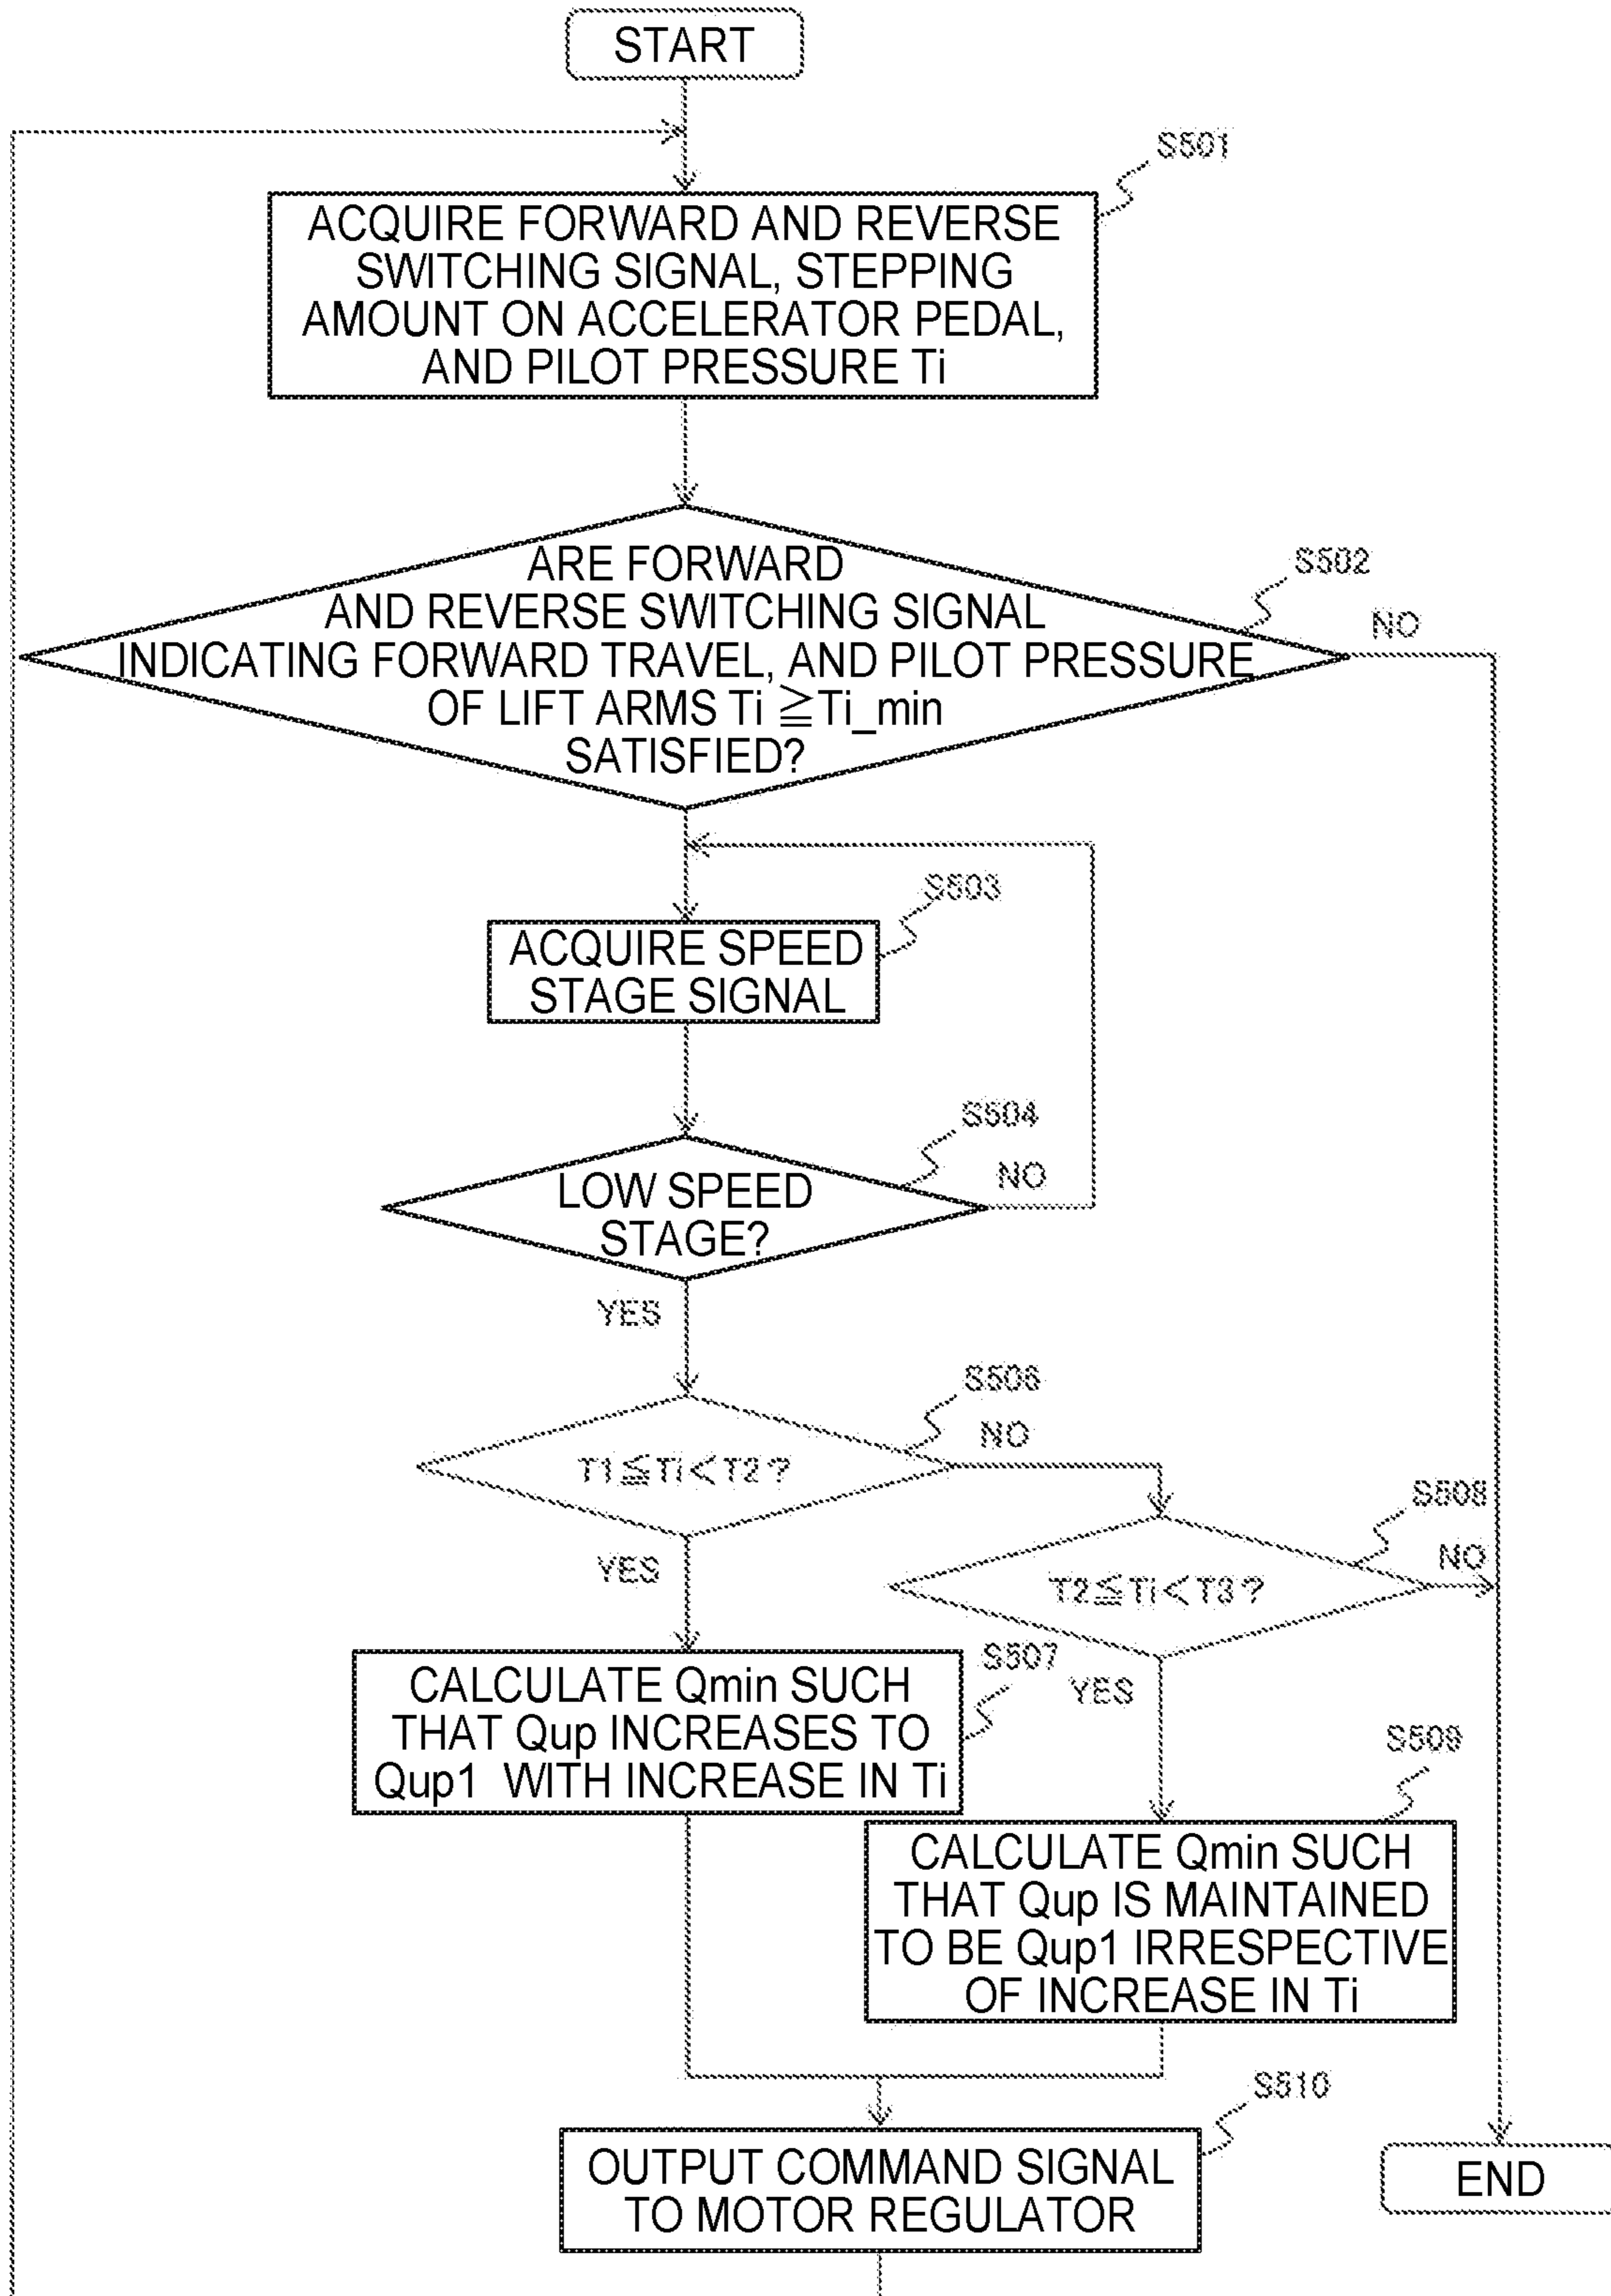 START
S501
ACQUIRE FORWARD AND REVERSE
SWITCHING SIGNAL, STEPPING
AMOUNT ON ACCELERATOR PEDAL,
AND PILOT PRESSURE Ti
S502
ARE FORWARD
AND REVERSE SWITCHING SIGNAL
INDICATING FORWARD TRAVEL, AND PILOT PRESSURE
OF LIFT ARMS Ti ≧Ti_min
SATISFIED?
NO
S503
ACQUIRE SPEED
STAGE SIGNAL
S504
LOW SPEED
STAGE?
NO
YES
S506
T1≦Ti<T2?
NO
YES
S508
T2≦Ti<T3?
NO
YES
S507
CALCULATE Qmin SUCH
THAT Qup INCREASES TO
Qup1 WITH INCREASE IN Ti
S509
CALCULATE Qmin SUCH
THAT Qup IS MAINTAINED
TO BE Qup1 IRRESPECTIVE
OF INCREASE IN Ti
S510
OUTPUT COMMAND SIGNAL
TO MOTOR REGULATOR
END